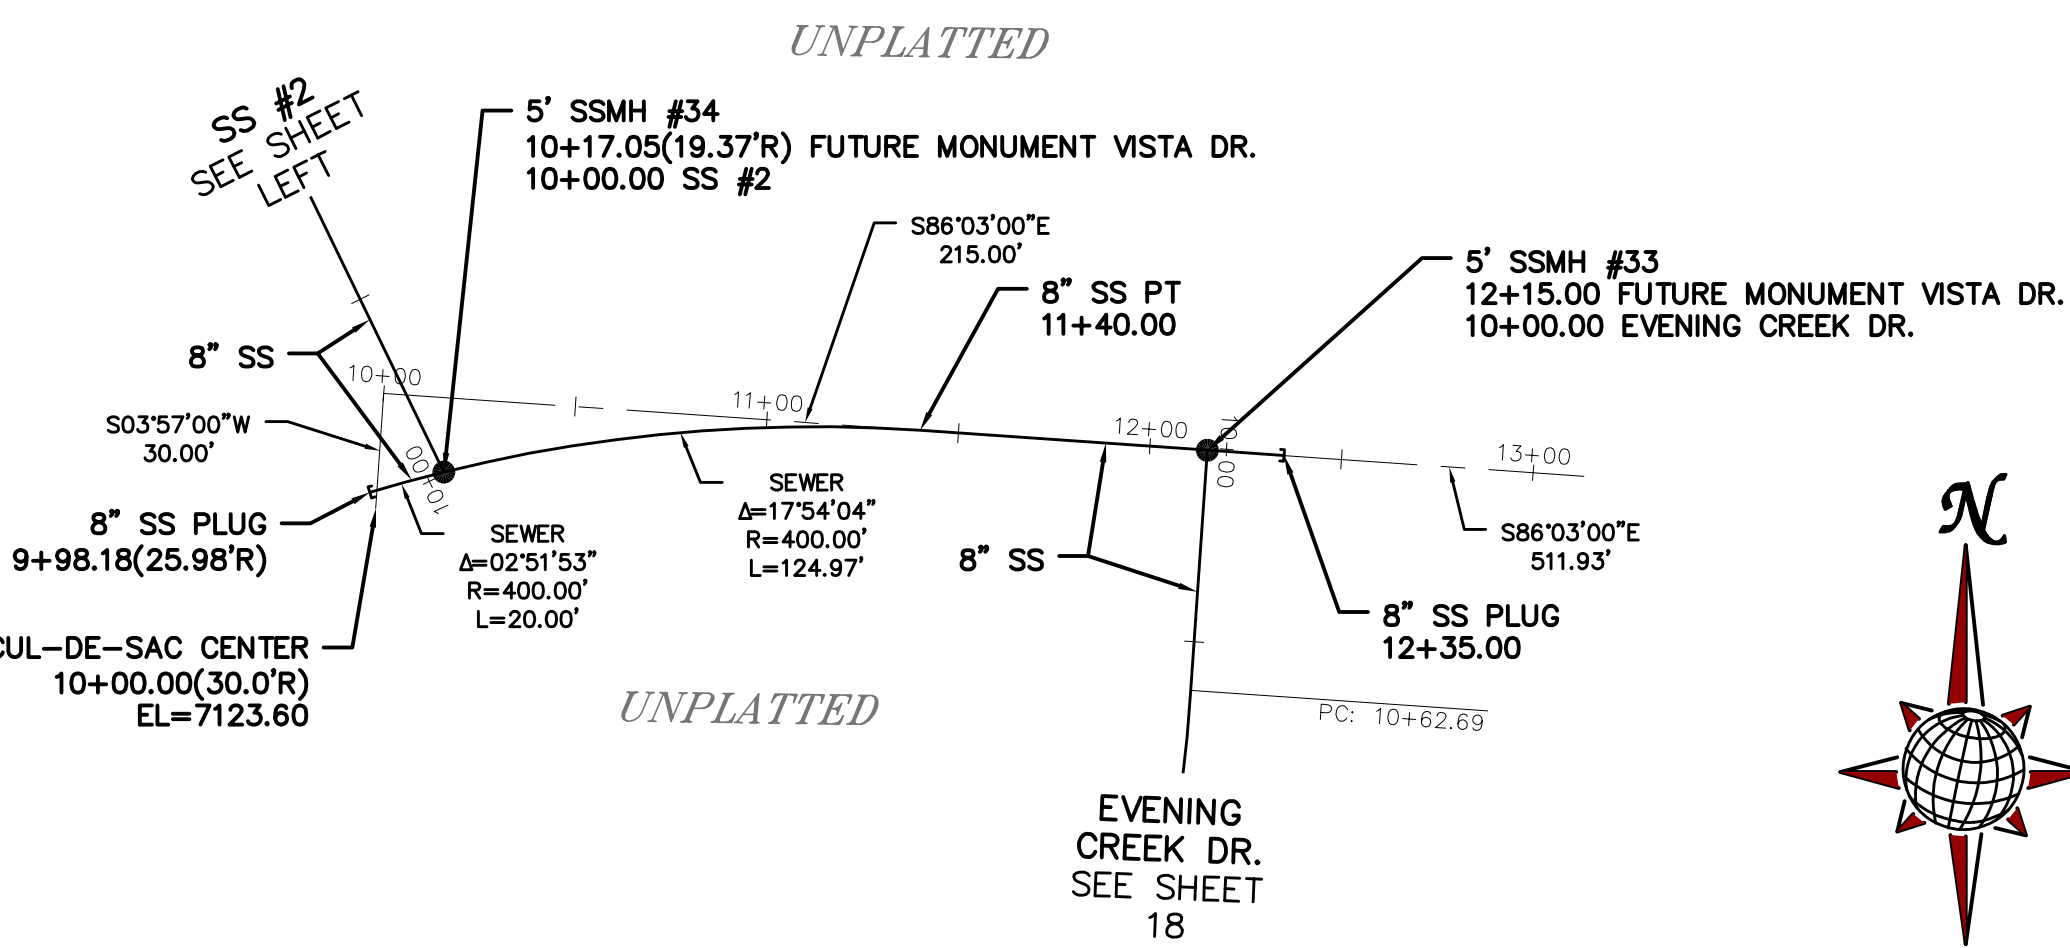 UNPLATTED
SS #2
SEE SHEET
LEFT
5' SSMH #34
10+17.05(19.37'R) FUTURE MONUMENT VISTA DR.
10+00.00 SS #2
S86°03'00"E
215.00'
8" SS PT
11+40.00
5' SSMH #33
12+15.00 FUTURE MONUMENT VISTA DR.
10+00.00 EVENING CREEK DR.
8" SS
10+00
11+00
12+00
13+00
10+00
10+00
S03°57'00"W
30.00'
8" SS PLUG
9+98.18(25.98'R)
SEWER
Δ=02°51'53"
R=400.00'
L=20.00'
SEWER
Δ=17°54'04"
R=400.00'
L=124.97'
8" SS
S86°03'00"E
511.93'
8" SS PLUG
12+35.00
CUL-DE-SAC CENTER
10+00.00(30.0'R)
EL=7123.60
UNPLATTED
PC: 10+62.69
EVENING
CREEK DR.
SEE SHEET
18
N